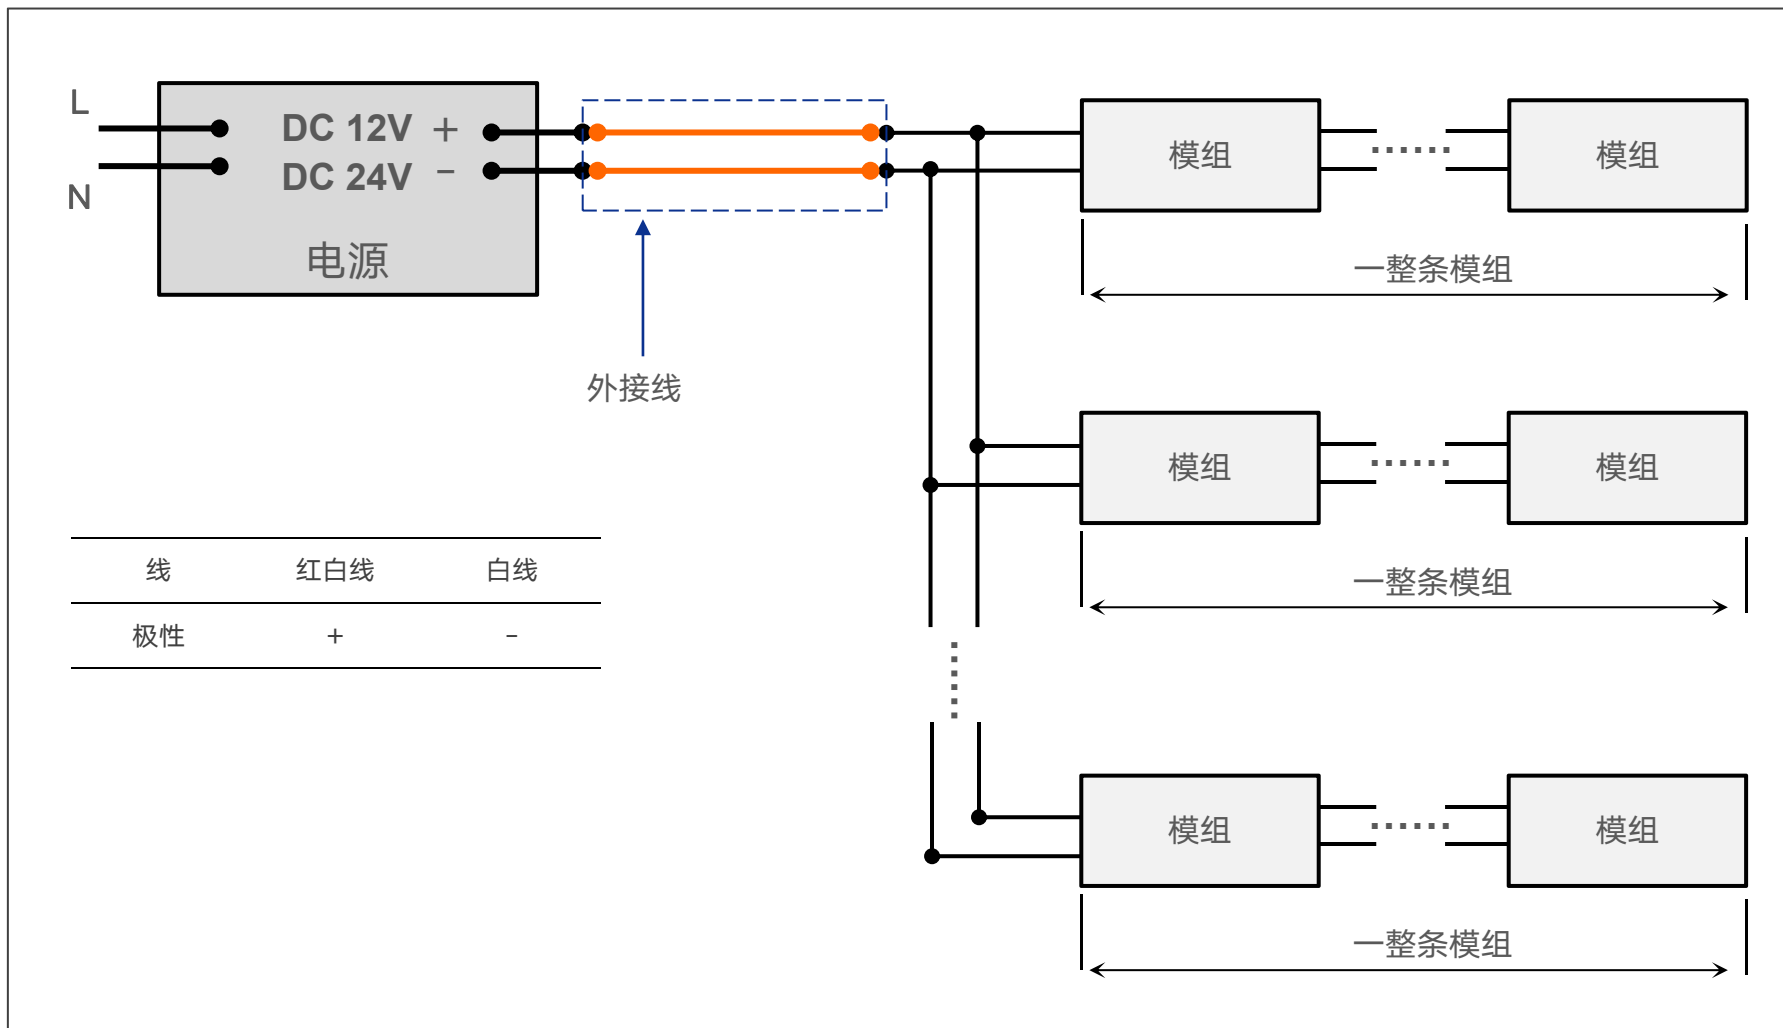 L
N
DC 12V +
DC 24V -
电源
外接线
模组 ...... 模组
一整条模组
模组 ...... 模组
一整条模组
模组 ...... 模组
一整条模组
线 红白线 白线
极性 + -